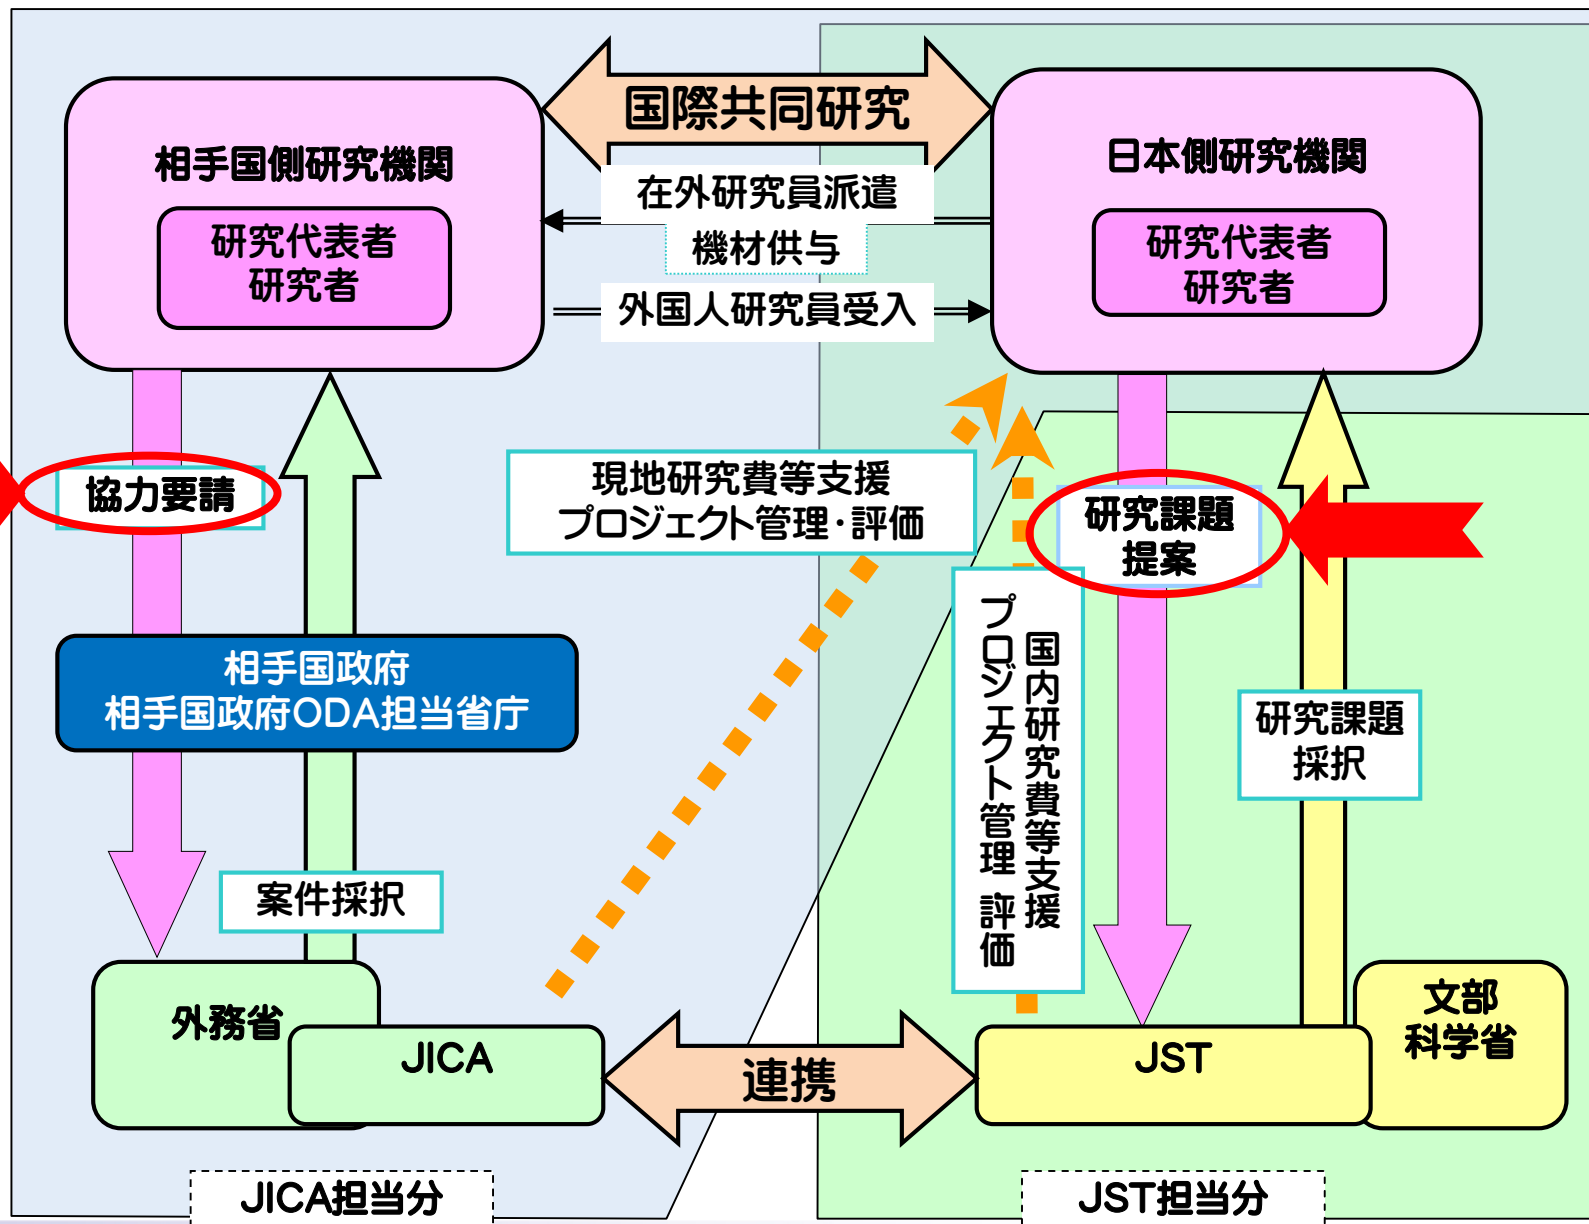 国際共同研究
相手国側研究機関
研究代表者
研究者
日本側研究機関
研究代表者
研究者
在外研究員派遣
機材供与
外国人研究員受入
協力要請
現地研究費等支援
プロジェクト管理・評価
研究課題
提案
国内研究費等支援
プロジェクト管理 評価
相手国政府
相手国政府ODA担当省庁
研究課題
採択
案件採択
外務省
JICA
連携
JST
文部
科学省
JICA担当分
JST担当分